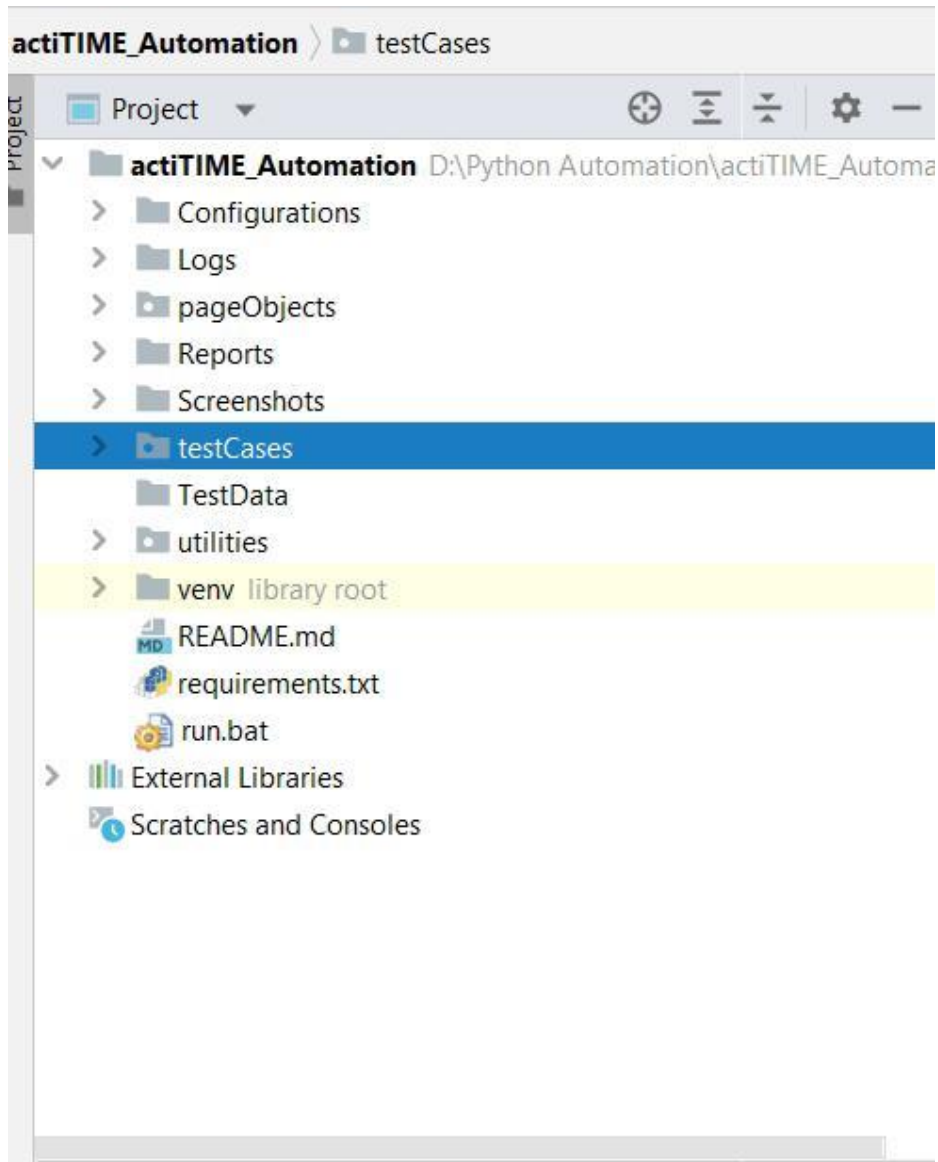 actiTIME_Automation testCases
Project
Project
actiTIME_Automation D:\Python Automation\actiTIME_Automa
Configurations
Logs
pageObjects
Reports
Screenshots
testCases
TestData
utilities
venv library root
MD README.md
requirements.txt
run.bat
External Libraries
Scratches and Consoles